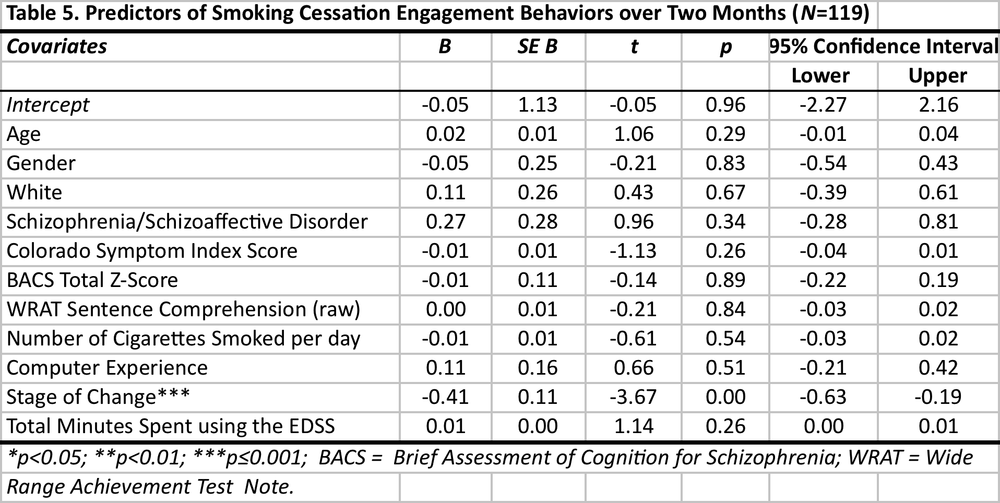 Table 5. Predictors of Smoking Cessation Engagement Behaviors over Two Months (N=119)
Covariates B SE B t p 95% Confidence Interval
Lower Upper
Intercept -0.05 1.13 -0.05 0.96 -2.27 2.16
Age 0.02 0.01 1.06 0.29 -0.01 0.04
Gender -0.05 0.25 -0.21 0.83 -0.54 0.43
White 0.11 0.26 0.43 0.67 -0.39 0.61
Schizophrenia/Schizoaffective Disorder 0.27 0.28 0.96 0.34 -0.28 0.81
Colorado Symptom Index Score -0.01 0.01 -1.13 0.26 -0.04 0.01
BACS Total Z-Score -0.01 0.11 -0.14 0.89 -0.22 0.19
WRAT Sentence Comprehension (raw) 0.00 0.01 -0.21 0.84 -0.03 0.02
Number of Cigarettes Smoked per day -0.01 0.01 -0.61 0.54 -0.03 0.02
Computer Experience 0.11 0.16 0.66 0.51 -0.21 0.42
Stage of Change*** -0.41 0.11 -3.67 0.00 -0.63 -0.19
Total Minutes Spent using the EDSS 0.01 0.00 1.14 0.26 0.00 0.01
*p<0.05; **p<0.01; ***p≤0.001; BACS = Brief Assessment of Cognition for Schizophrenia; WRAT = Wide
Range Achievement Test Note.